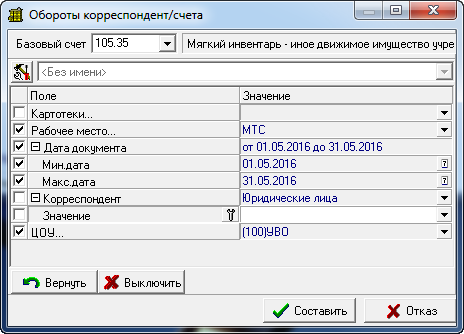 Обороты корреспондент/счета
Базовый счет 105.35 Мягкий инвентарь - иное движимое имущество учре
<Без имени>
Поле Значение
Картотеки...
Рабочее место... МТС
Дата документа от 01.05.2016 до 31.05.2016
Мин.дата 01.05.2016
Макс.дата 31.05.2016
Корреспондент Юридические лица
Значение
ЦОУ... (100)УВО
Вернуть Выключить
Составить Отказ